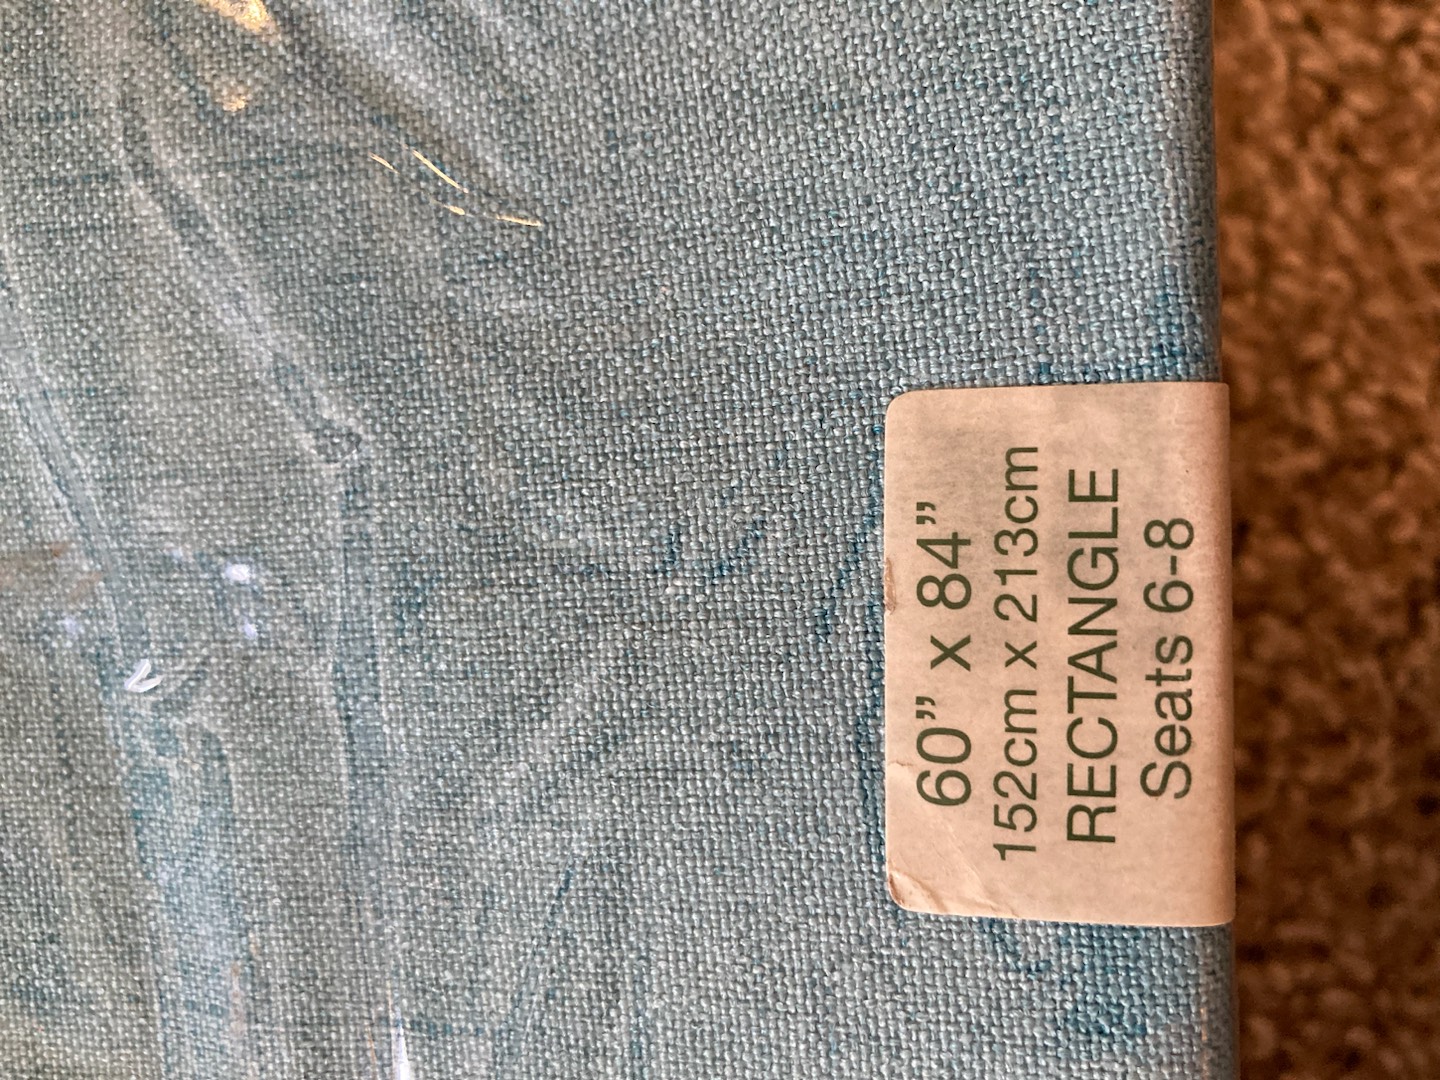 60” x 84”
152cm x 213cm
RECTANGLE
Seats 6-8